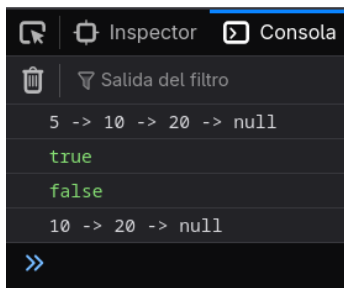 Inspector Consola
Salida del filtro
5 -> 10 -> 20 -> null
true
false
10 -> 20 -> null